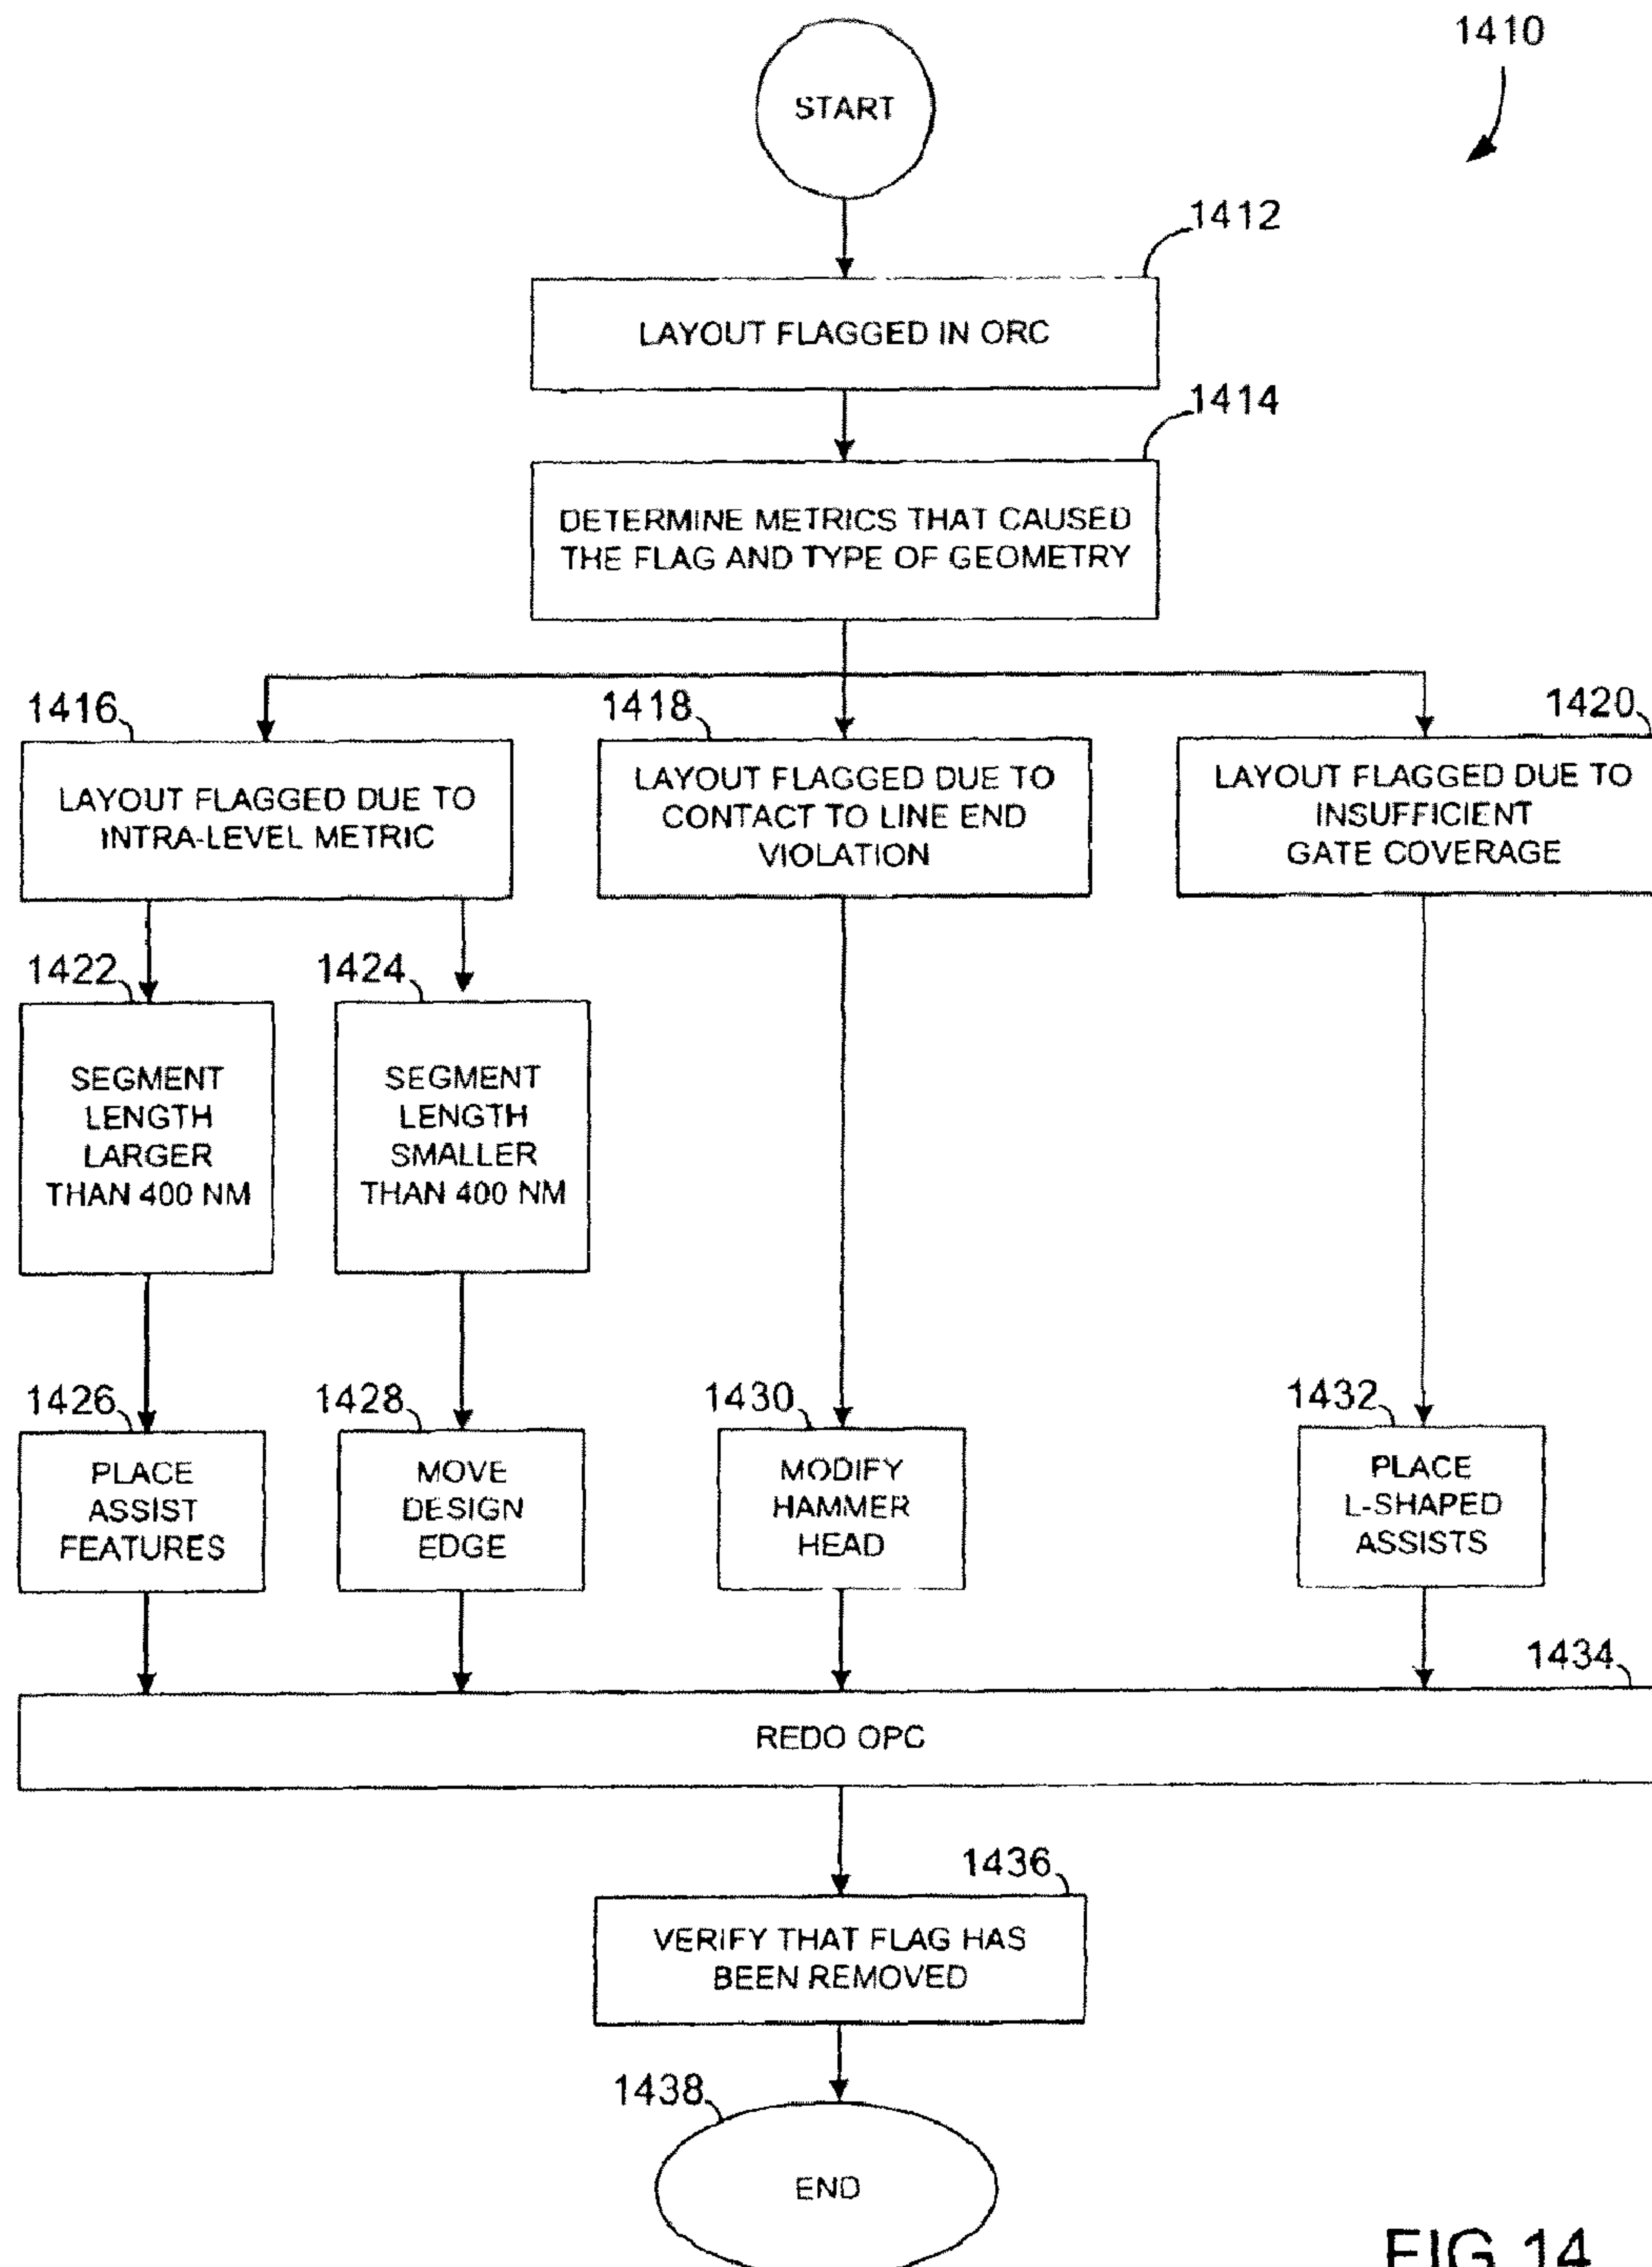 1410
START
1412
LAYOUT FLAGGED IN ORC
1414
DETERMINE METRICS THAT CAUSED
THE FLAG AND TYPE OF GEOMETRY
1416
LAYOUT FLAGGED DUE TO
INTRA-LEVEL METRIC
1418
LAYOUT FLAGGED DUE TO
CONTACT TO LINE END
VIOLATION
1420
LAYOUT FLAGGED DUE TO
INSUFFICIENT
GATE COVERAGE
1422
SEGMENT
LENGTH
LARGER
THAN 400 NM
1424
SEGMENT
LENGTH
SMALLER
THAN 400 NM
1426
PLACE
ASSIST
FEATURES
1428
MOVE
DESIGN
EDGE
1430
MODIFY
HAMMER
HEAD
1432
PLACE
L-SHAPED
ASSISTS
1434
REDO OPC
1436
VERIFY THAT FLAG HAS
BEEN REMOVED
1438
END
FIG 14